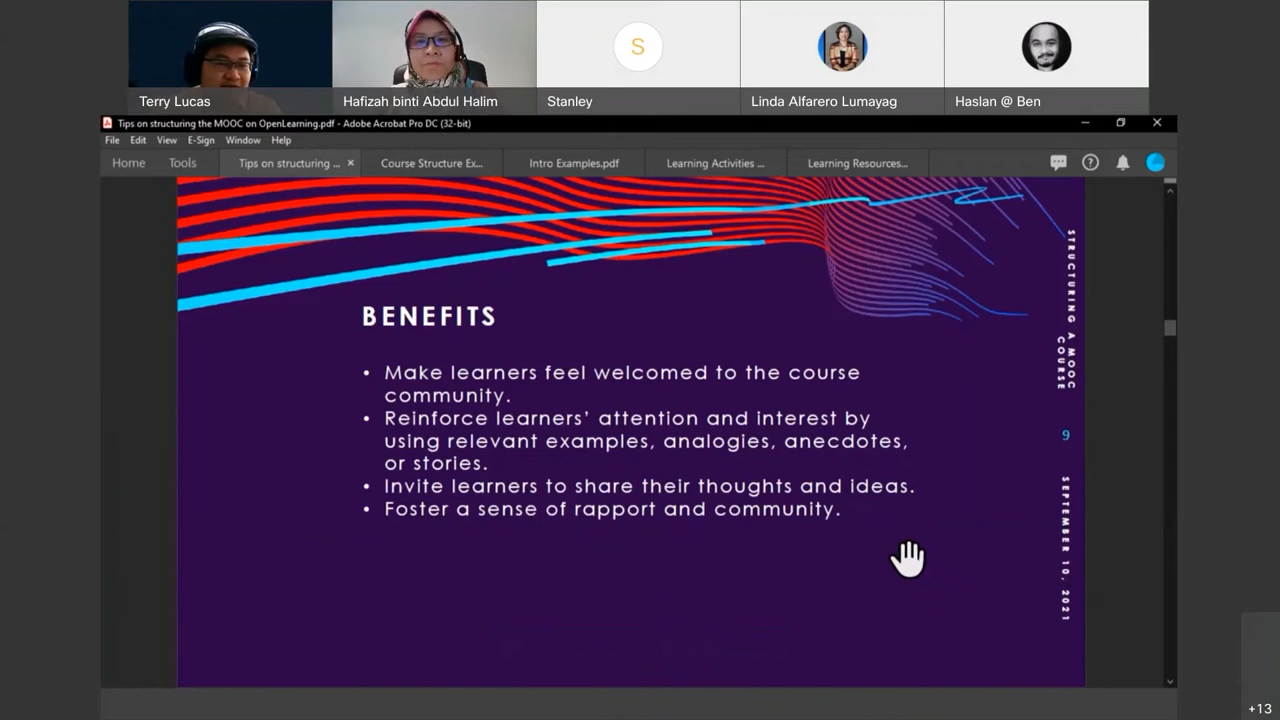 S
Terry Lucas
Hafizah binti Abdul Halim
Stanley
Linda Alfarero Lumayag
Haslan @ Ben
Tips on structuring the MOOC on OpenLearning.pdf - Adobe Acrobat Pro DC (32-bit)
File Edit View E-Sign Window Help
Home Tools Tips on structuring ... × Course Structure Ex... Intro Examples.pdf Learning Activities ... Learning Resources...
BENEFITS
• Make learners feel welcomed to the course
community.
• Reinforce learners’ attention and interest by
using relevant examples, analogies, anecdotes,
or stories.
• Invite learners to share their thoughts and ideas.
• Foster a sense of rapport and community.
STRUCTURING A MOOC
COURSE
9
SEPTEMBER 10, 2021
+13